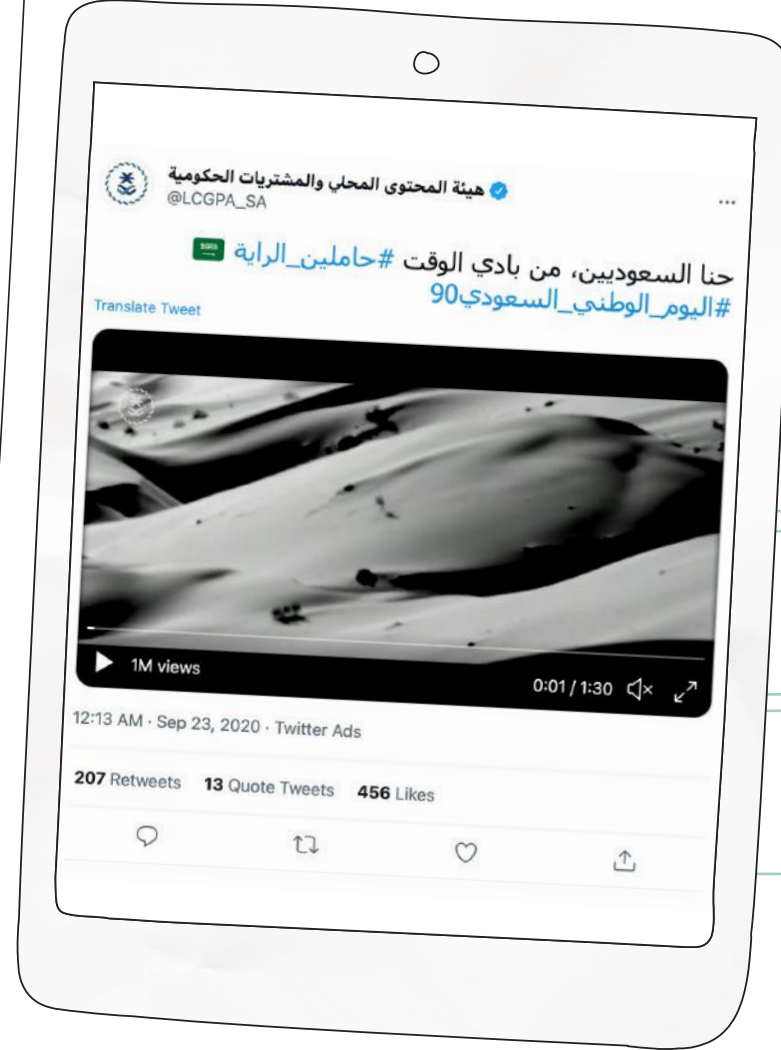 هيئة المحتوى المحلي والمشتريات الحكومية
@LCGPA_SA
حنا السعوديين، من بادي الوقت #حاملين_الراية 🇸🇦
#اليوم_الوطني_السعودي90
Translate Tweet
1M views
0:01 / 1:30
12:13 AM · Sep 23, 2020 · Twitter Ads
207 Retweets 13 Quote Tweets 456 Likes